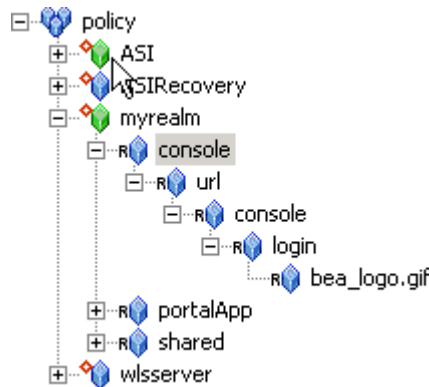 policy
ASI
ASIRecovery
myrealm
R console
R url
R console
R login
R bea_logo.gif
R portalApp
R shared
wlsserver